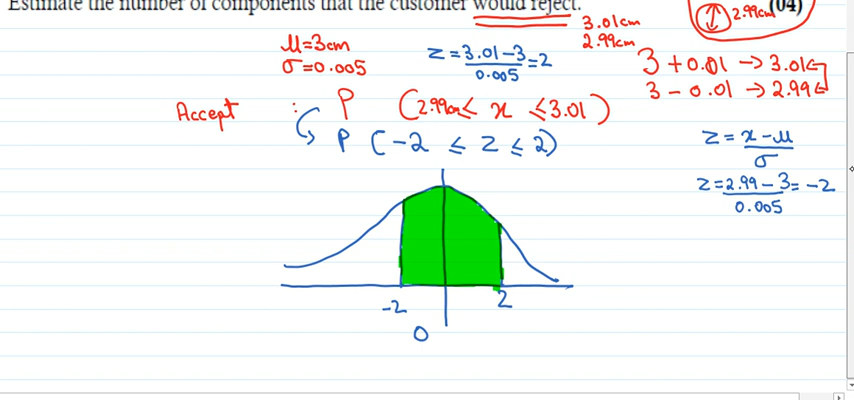 Estimate the number of components that the customer would reject.
(04)
2.99cm
3.01cm
2.99cm
μ=3cm
σ=0.005
z=3.01-3=2
0.005
3+0.01→3.01
3-0.01→2.99
Accept : P (2.99cm≤ x ≤3.01)
P (-2 ≤ z ≤ 2)
z=x-μ
σ
z=2.99-3=-2
0.005
-2 2
0